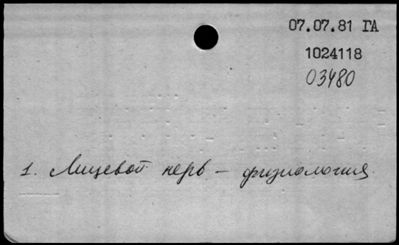 07.07.81 ГА
1024118
03480
1. Лицевой нерв – физиология.